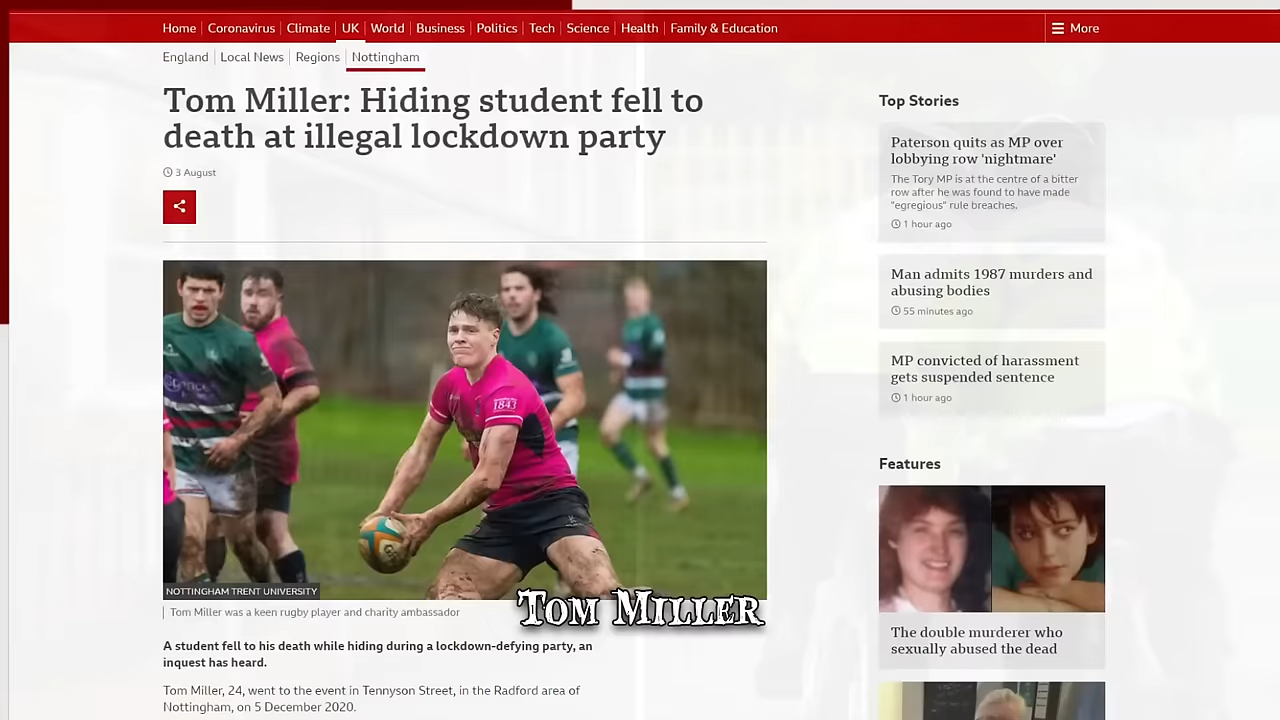 Home Coronavirus Climate UK World Business Politics Tech Science Health Family & Education More
England Local News Regions Nottingham
Tom Miller: Hiding student fell to
death at illegal lockdown party
3 August
1843
NOTTINGHAM TRENT UNIVERSITY
Tom Miller was a keen rugby player and charity ambassador
TOM MILLER
A student fell to his death while hiding during a lockdown-defying party, an
inquest has heard.
Tom Miller, 24, went to the event in Tennyson Street, in the Radford area of
Nottingham, on 5 December 2020.
Top Stories
Paterson quits as MP over
lobbying row 'nightmare'
The Tory MP is at the centre of a bitter
row after he was found to have made
"egregious" rule breaches.
1 hour ago
Man admits 1987 murders and
abusing bodies
55 minutes ago
MP convicted of harassment
gets suspended sentence
1 hour ago
Features
The double murderer who
sexually abused the dead